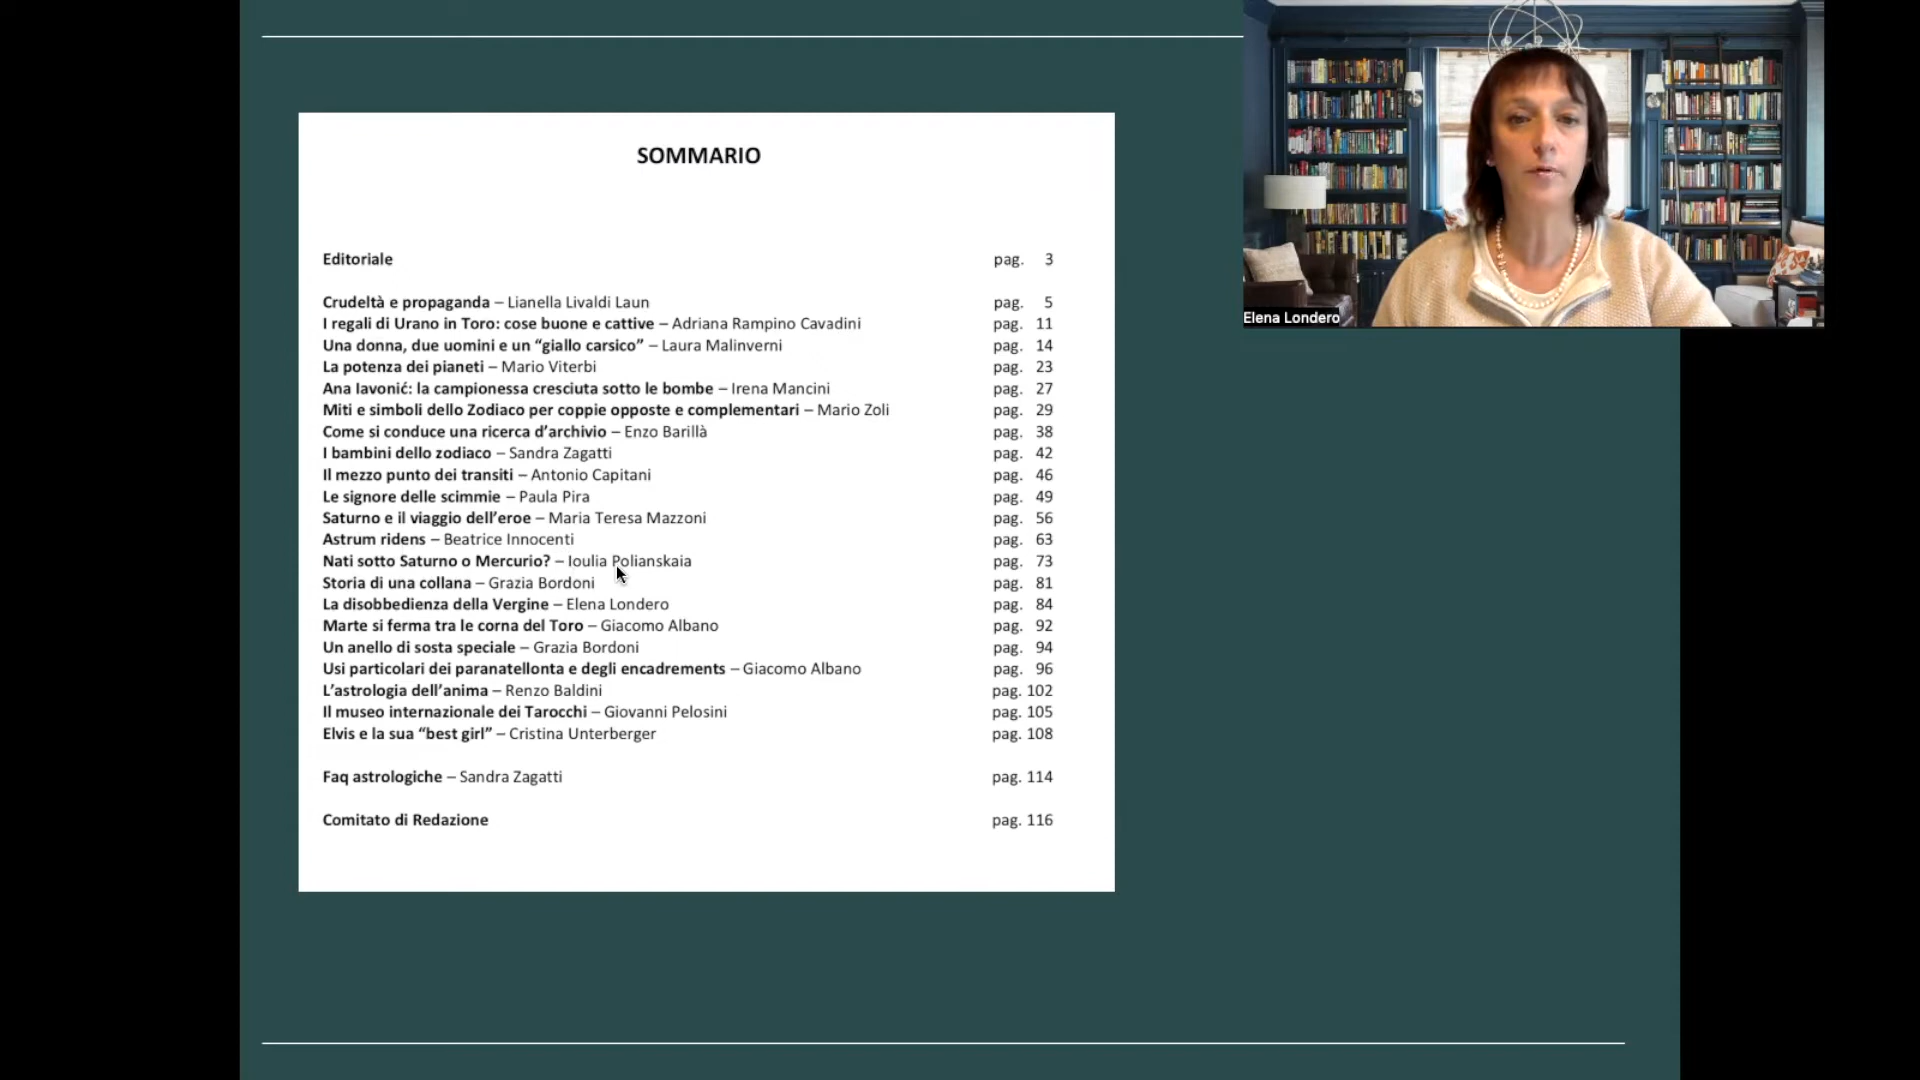 SOMMARIO
Editoriale pag. 3
Crudeltà e propaganda – Lianella Livaldi Laun pag. 5
I regali di Urano in Toro: cose buone e cattive – Adriana Rampino Cavadini pag. 11
Una donna, due uomini e un “giallo carsico” – Laura Malinverni pag. 14
La potenza dei pianeti – Mario Viterbi pag. 23
Ana Iavonić: la campionessa cresciuta sotto le bombe – Irena Mancini pag. 27
Miti e simboli dello Zodiaco per coppie opposte e complementari – Mario Zoli pag. 29
Come si conduce una ricerca d’archivio – Enzo Barillà pag. 38
I bambini dello zodiaco – Sandra Zagatti pag. 42
Il mezzo punto dei transiti – Antonio Capitani pag. 46
Le signore delle scimmie – Paula Pira pag. 49
Saturno e il viaggio dell’eroe – Maria Teresa Mazzoni pag. 56
Astrum ridens – Beatrice Innocenti pag. 63
Nati sotto Saturno o Mercurio? – Ioulia Polianskaia pag. 73
Storia di una collana – Grazia Bordoni pag. 81
La disobbedienza della Vergine – Elena Londero pag. 84
Marte si ferma tra le corna del Toro – Giacomo Albano pag. 92
Un anello di sosta speciale – Grazia Bordoni pag. 94
Usi particolari dei paranatellonta e degli encadrements – Giacomo Albano pag. 96
L’astrologia dell’anima – Renzo Baldini pag. 102
Il museo internazionale dei Tarocchi – Giovanni Pelosini pag. 105
Elvis e la sua “best girl” – Cristina Unterberger pag. 108
Faq astrologiche – Sandra Zagatti pag. 114
Comitato di Redazione pag. 116
Elena Londero